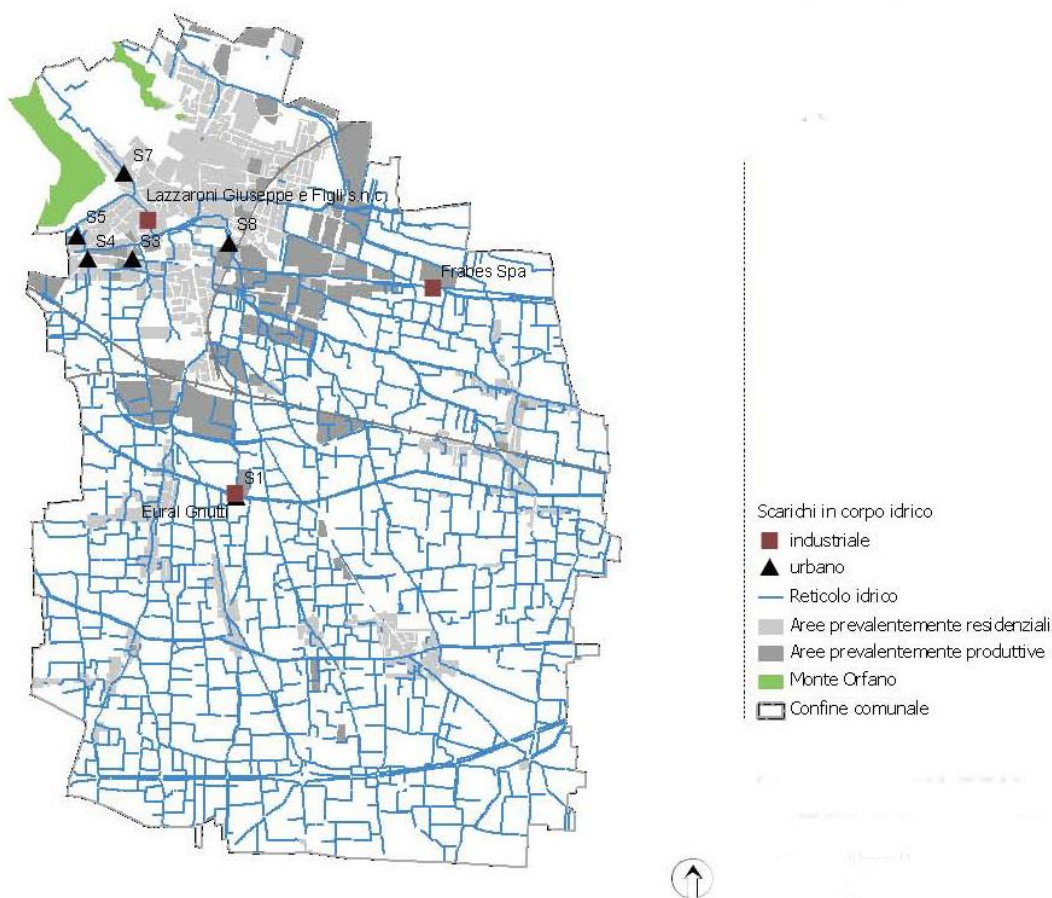 S7
Lazzaroni Giuseppe e Figli s.n.c.
S5
S4
S3
S8
Frabes Spa
S1
Eural Gnutti
Scarichi in corpo idrico
industriale
urbano
Reticolo idrico
Aree prevalentemente residenziali
Aree prevalentemente produttive
Monte Orfano
Confine comunale